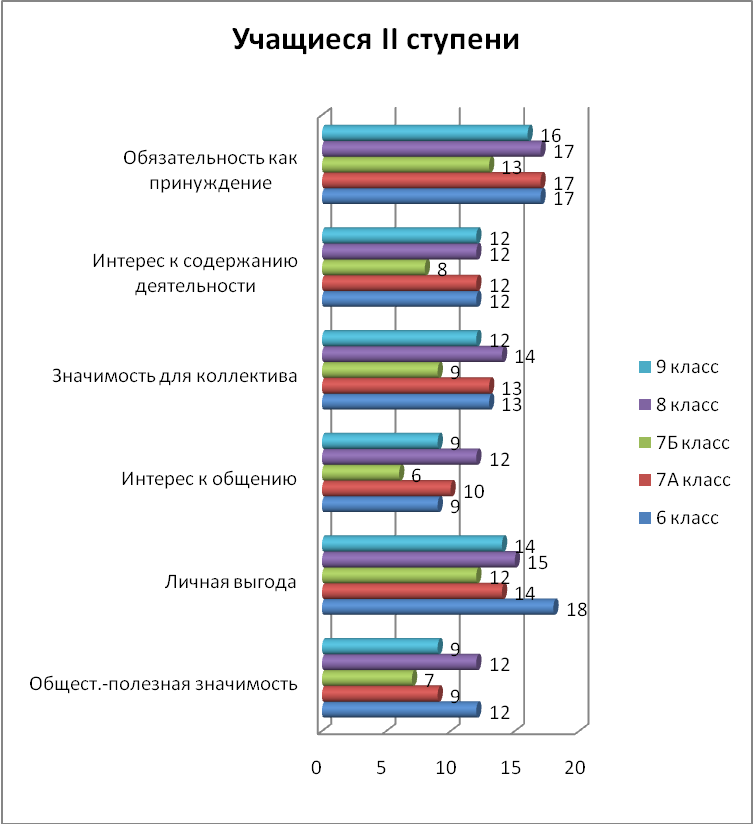 Учащиеся II ступени
Обязательность как
принуждение
16
17
13
17
17
Интерес к содержанию
деятельности
12
12
8
12
12
Значимость для коллектива
12
14
9
13
13
Интерес к общению
9
12
6
10
9
Личная выгода
14
15
12
14
18
Общест.-полезная значимость
9
12
7
9
12
0 5 10 15 20
9 класс
8 класс
7Б класс
7А класс
6 класс